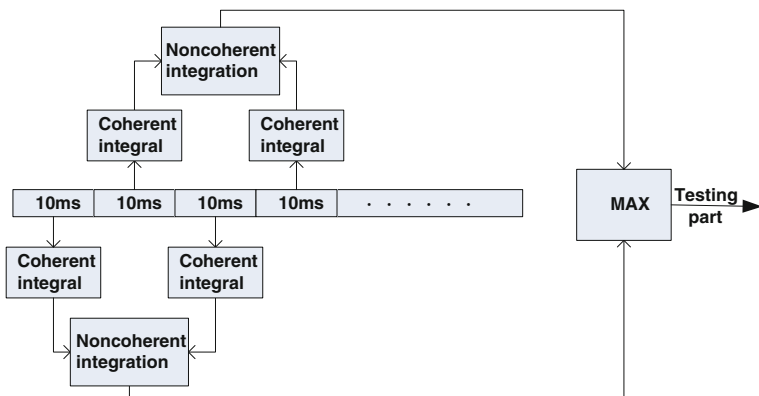 Noncoherent
integration
Coherent
integral
Coherent
integral
10ms 10ms 10ms 10ms . . . . . .
MAX
Testing
part
Coherent
integral
Coherent
integral
Noncoherent
integration